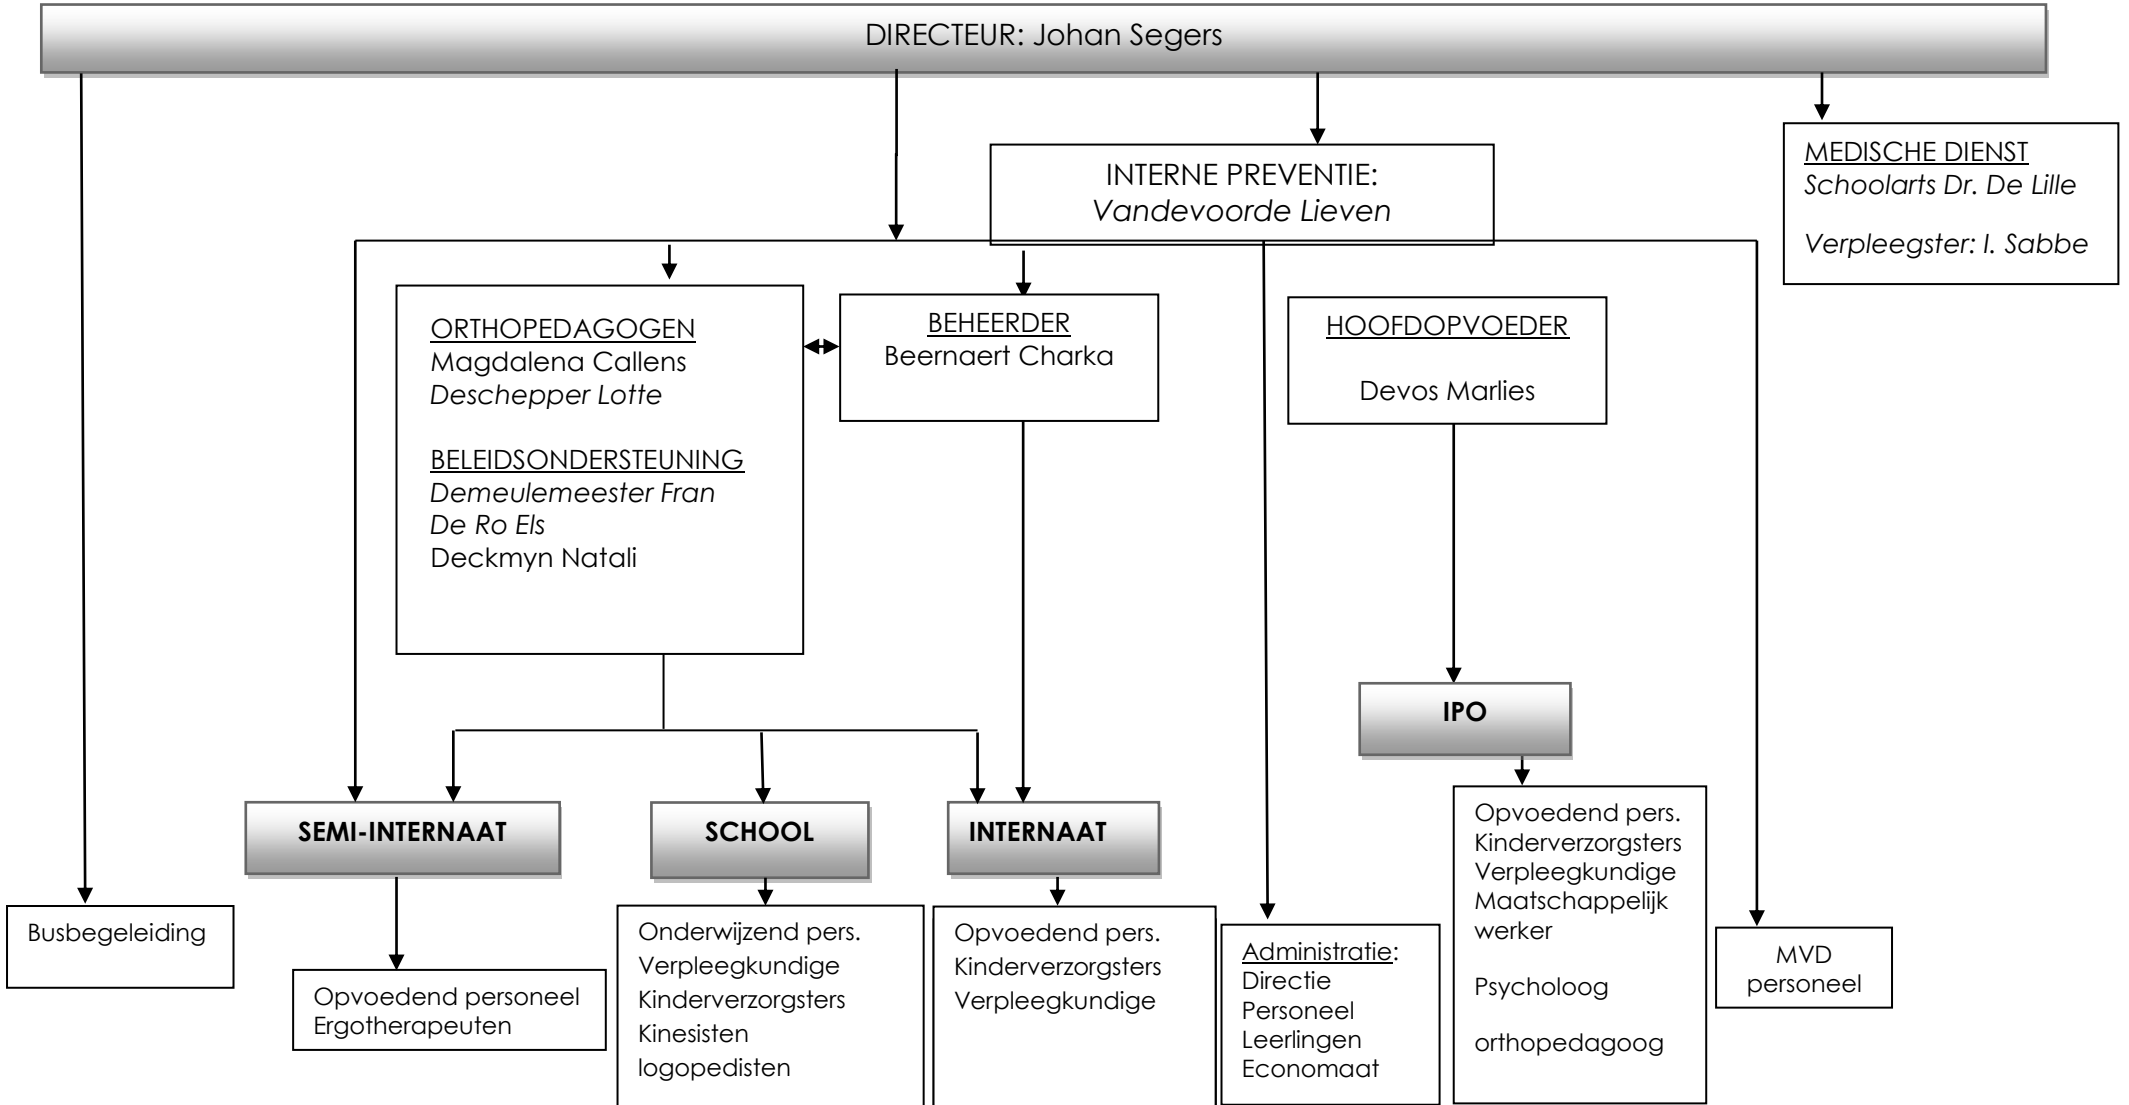 DIRECTEUR: Johan Segers
INTERNE PREVENTIE:
Vandevoorde Lieven
MEDISCHE DIENST
Schoolarts Dr. De Lille
Verpleegster: I. Sabbe
ORTHOPEDAGOGEN
Magdalena Callens
Deschepper Lotte
BELEIDSONDERSTEUNING
Demeulemeester Fran
De Ro Els
Deckmyn Natali
BEHEERDER
Beernaert Charka
HOOFDOPVOEDER
Devos Marlies
IPO
SEMI-INTERNAAT
SCHOOL
INTERNAAT
Busbegeleiding
Opvoedend personeel
Ergotherapeuten
Onderwijzend pers.
Verpleegkundige
Kinderverzorgsters
Kinesisten
logopedisten
Opvoedend pers.
Kinderverzorgsters
Verpleegkundige
Administratie:
Directie
Personeel
Leerlingen
Economaat
Opvoedend pers.
Kinderverzorgsters
Verpleegkundige
Maatschappelijk
werker
Psycholoog
orthopedagoog
MVD
personeel